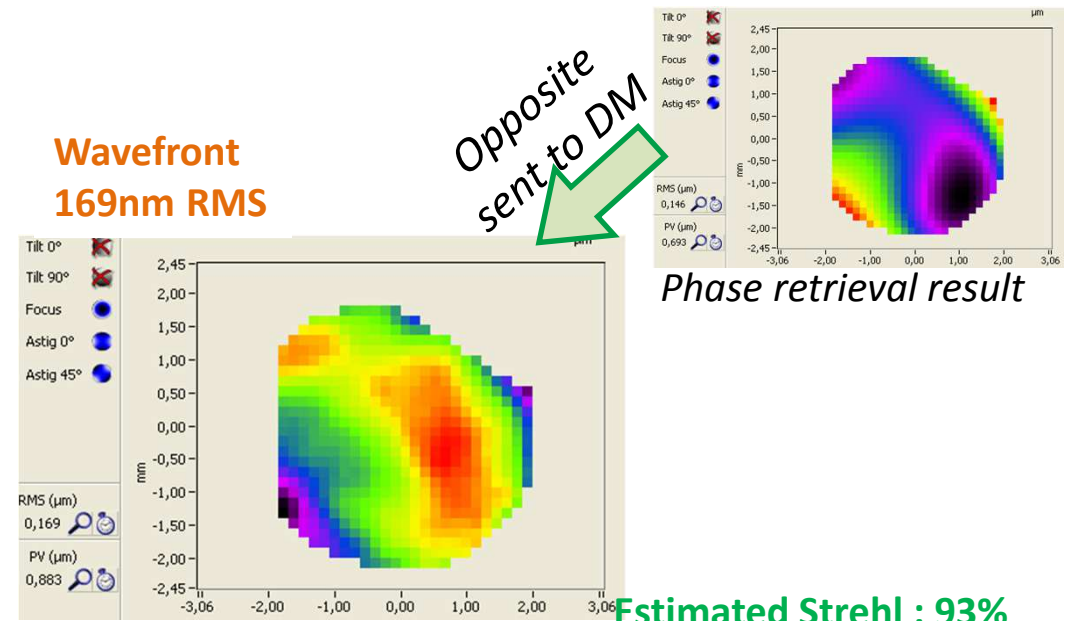 Tilt 0°
Tilt 90°
Focus
Astig 0°
Astig 45°
RMS (µm)
0,146
PV (µm)
0,693
µm
2,45
2,00
1,50
1,00
0,50
0,00
-0,50
-1,00
-1,50
-2,00
-2,45
mm
-3,06 -2,00 -1,00 0,00 1,00 2,00 3,06
Phase retrieval result
Opposite
sent to DM
Wavefront
169nm RMS
Tilt 0°
Tilt 90°
Focus
Astig 0°
Astig 45°
RMS (µm)
0,169
PV (µm)
0,883
µm
2,45
2,00
1,50
1,00
0,50
0,00
-0,50
-1,00
-1,50
-2,00
-2,45
mm
-3,06 -2,00 -1,00 0,00 1,00 2,00 3,06
Estimated Strehl : 93%